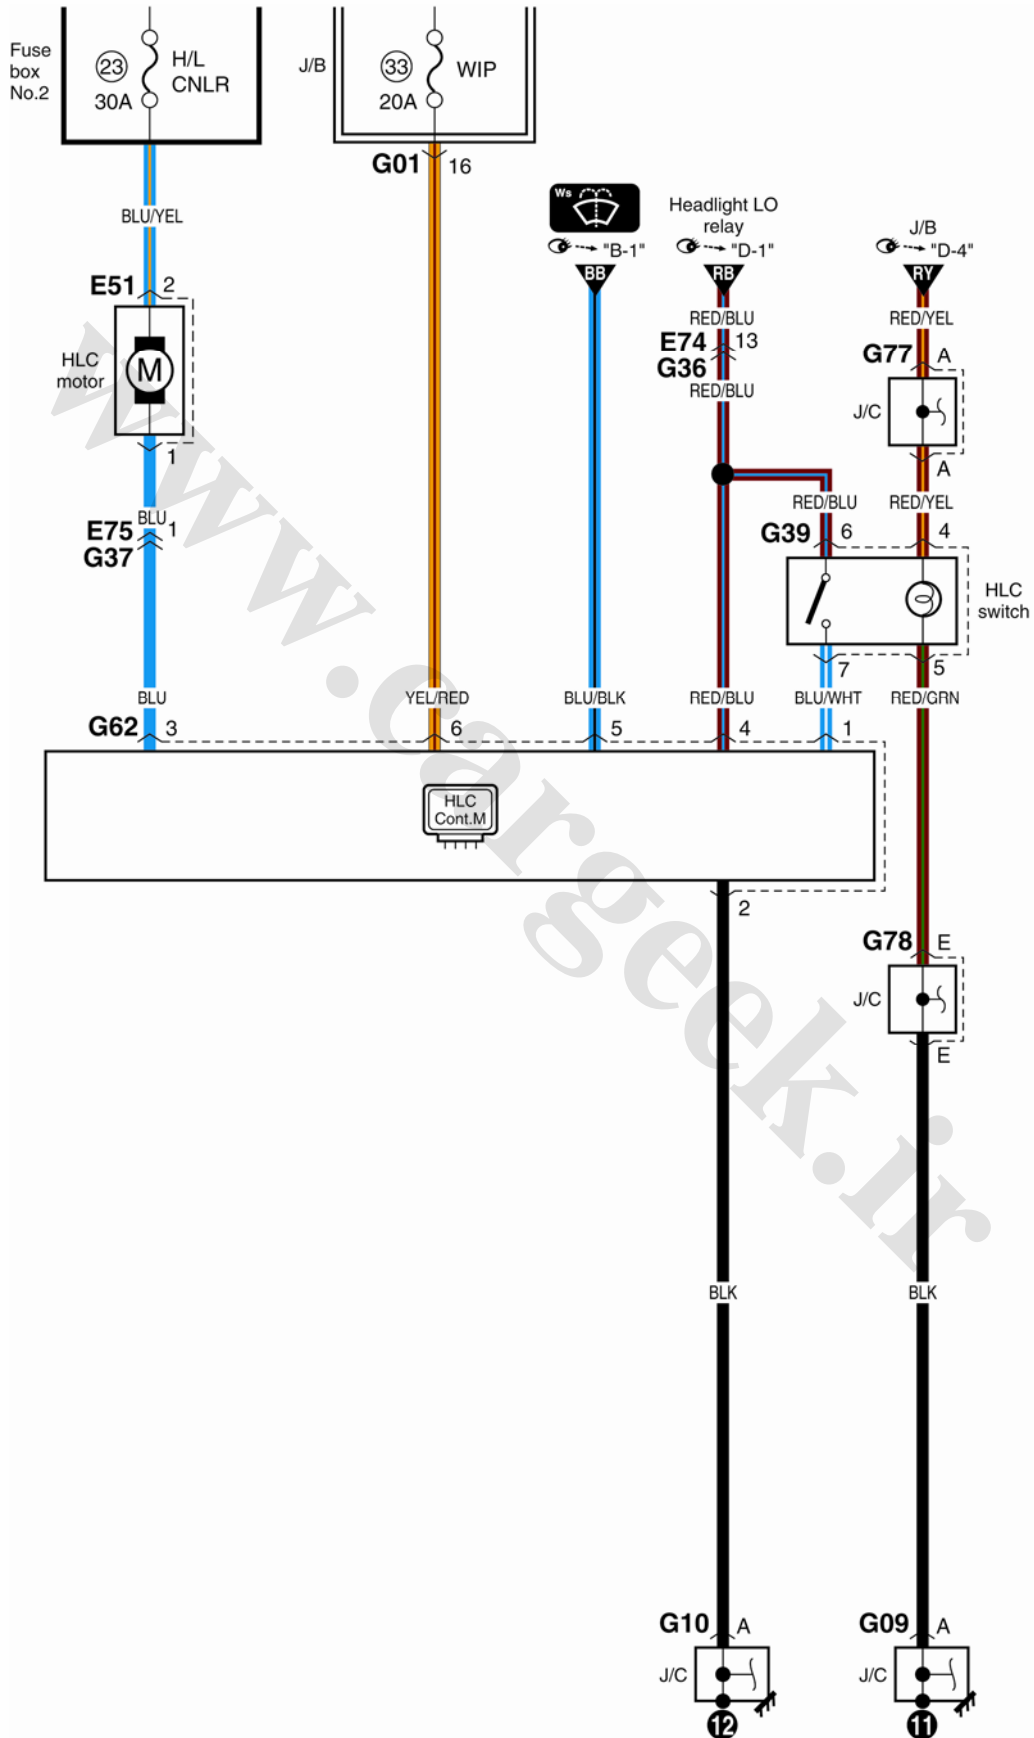 Fuse
box
No.2
23
30A
H/L
CNLR
J/B
33
20A
WIP
G01 16
BLU/YEL
Ws
"B-1"
BB
Headlight LO
relay
"D-1"
RB
J/B
"D-4"
RY
E51 2
HLC
motor
M
1
RED/BLU
E74 13
G36
RED/BLU
RED/YEL
G77 A
J/C
A
BLU
E75 1
G37
RED/BLU
RED/YEL
G39 6
4
HLC
switch
7
5
BLU
YEL/RED
BLU/BLK
RED/BLU
BLU/WHT
RED/GRN
G62 3
6
5
4
1
HLC
Cont.M
2
G78 E
J/C
E
BLK
BLK
G10 A
J/C
12
G09 A
J/C
11
www.cargeek.ir